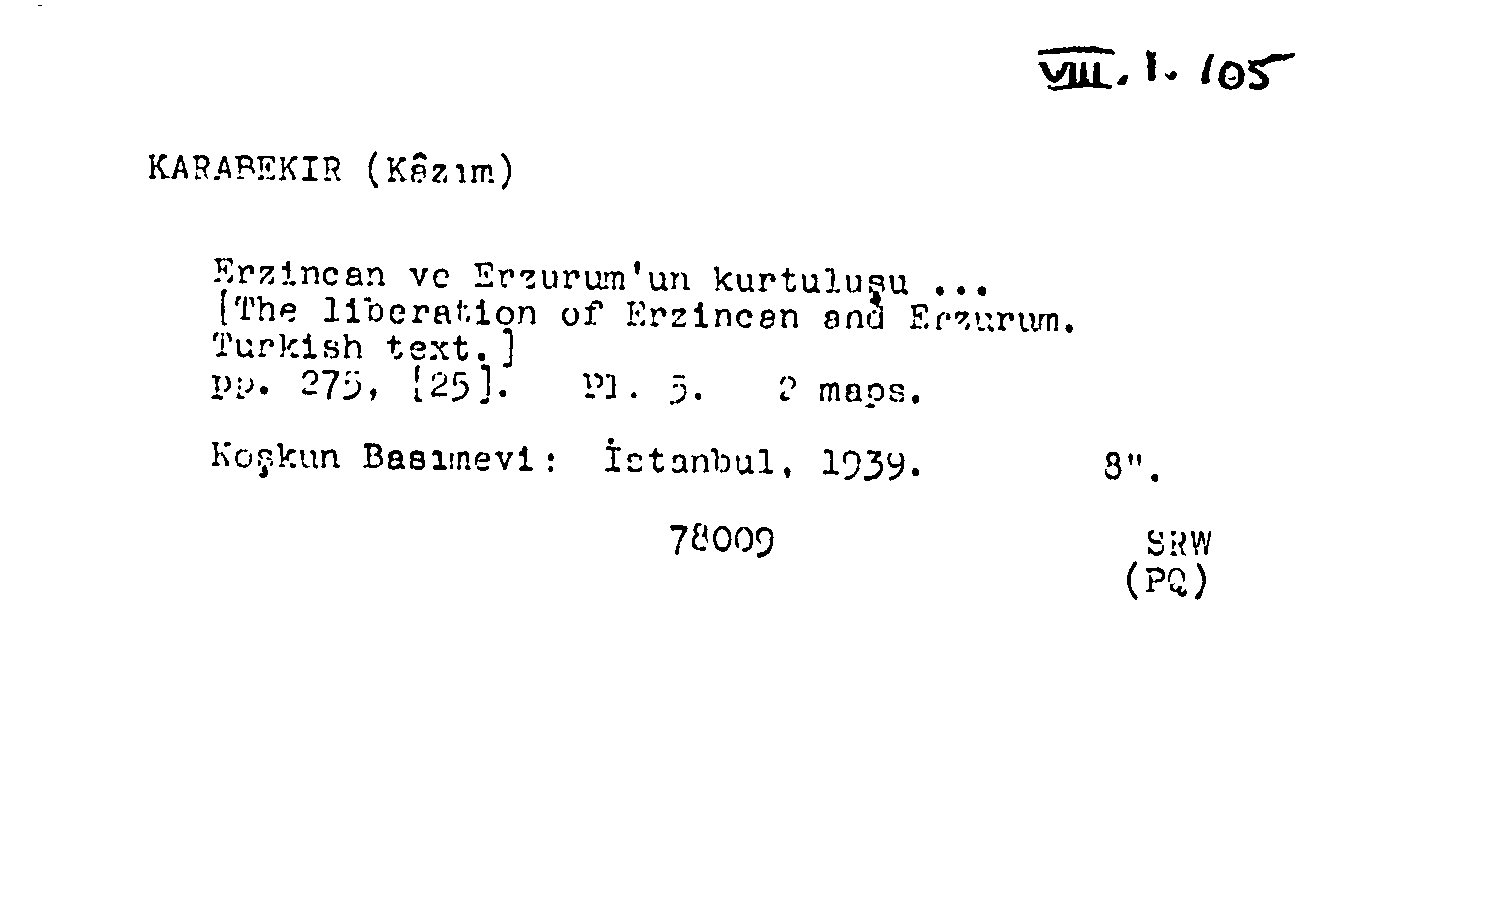 VIII. 1. 105
KARABEKIR (Kâzım)
Erzincan ve Erzurum'un kurtuluşu ...
[The liberation of Erzincan and Erzurum.
Turkish text.]
pp. 275, [25]. Pl. 5. 2 maps.
Koşkun Basımevi: İstanbul, 1939. 8".
78009 SRW
(PQ)